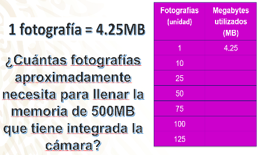 1 fotografía = 4.25MB
¿Cuántas fotografías
aproximadamente
necesita para llenar la
memoria de 500MB
que tiene integrada la
cámara?
Fotografías (unidad) Megabytes utilizados (MB)
1 4.25
10
25
50
75
100
125